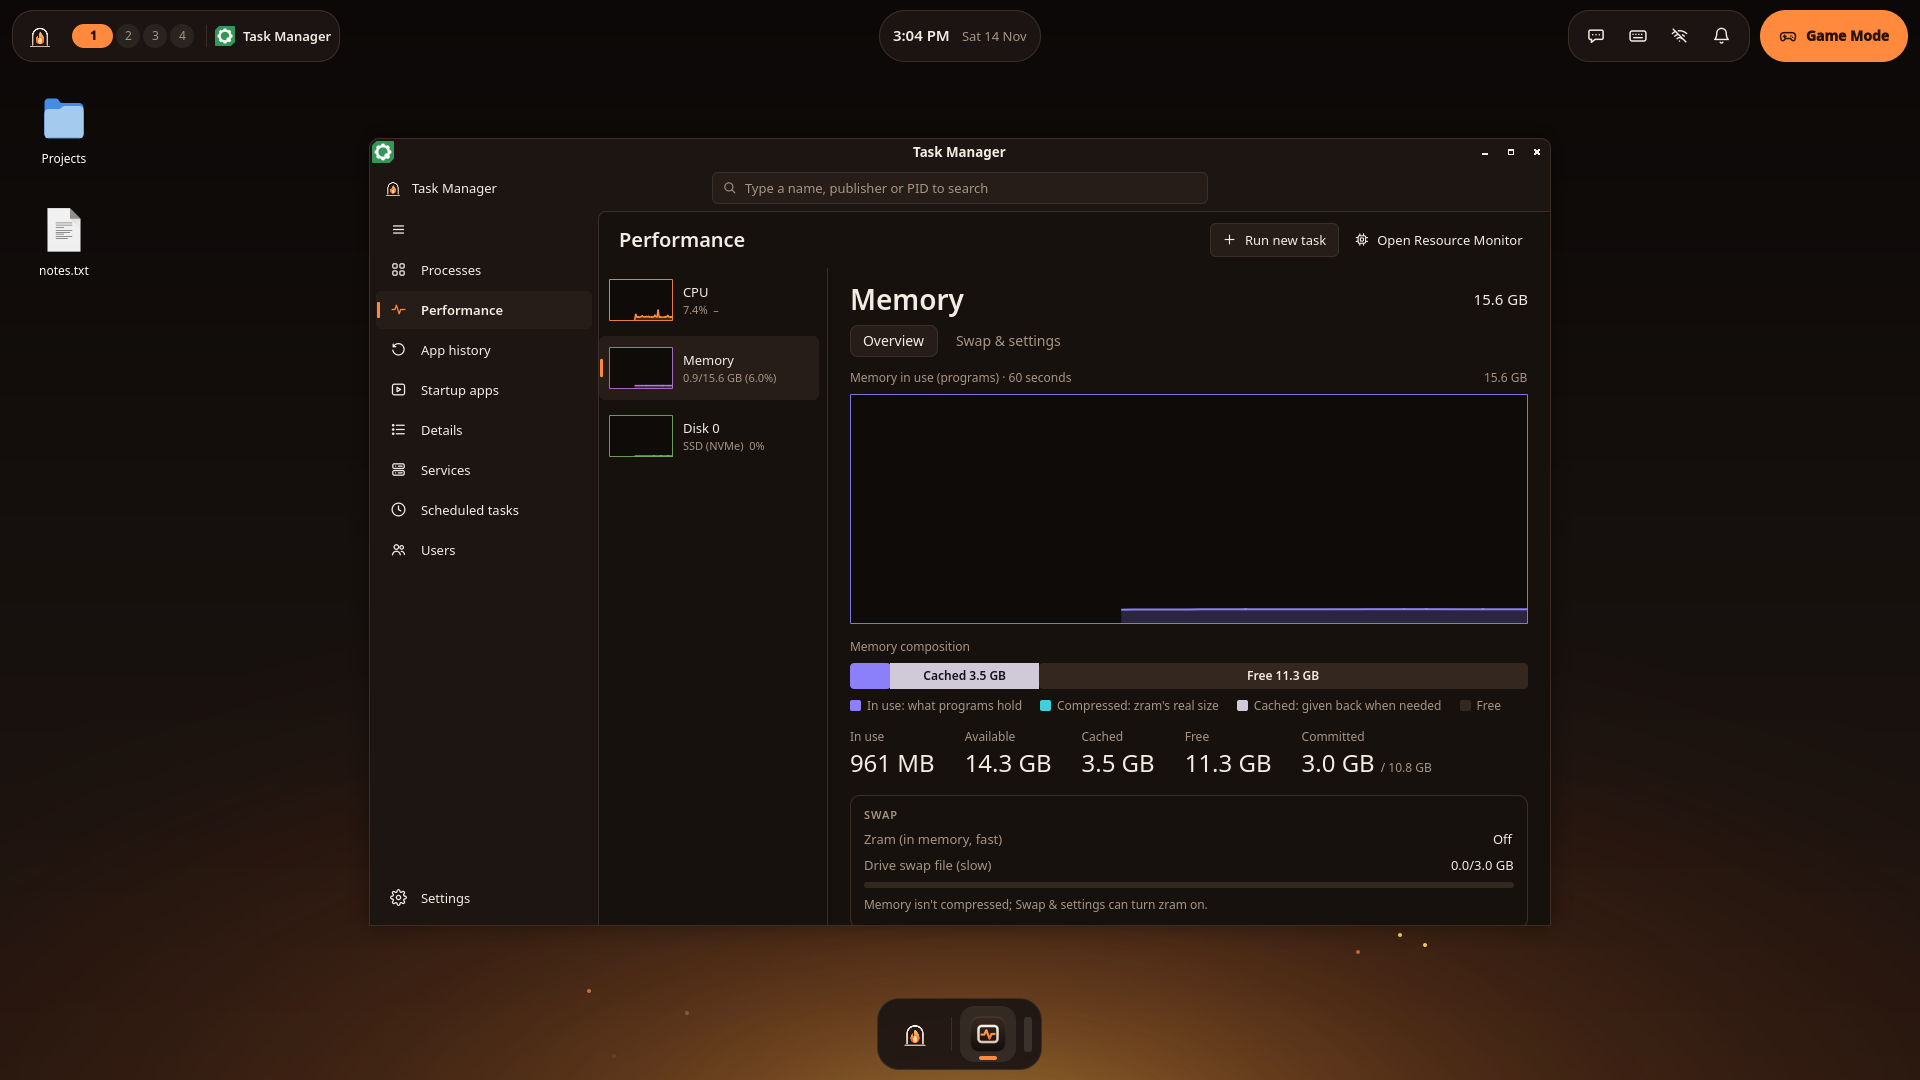 1
2
3
4
Task Manager
3:04 PM Sat 14 Nov
Game Mode
Projects
notes.txt
Task Manager
Task Manager
Type a name, publisher or PID to search
Processes
Performance
App history
Startup apps
Details
Services
Scheduled tasks
Users
Settings
Performance
Run new task
Open Resource Monitor
CPU
7.4% –
Memory
0.9/15.6 GB (6.0%)
Disk 0
SSD (NVMe) 0%
Memory
15.6 GB
Overview
Swap & settings
Memory in use (programs) · 60 seconds
15.6 GB
Memory composition
Cached 3.5 GB
Free 11.3 GB
In use: what programs hold
Compressed: zram's real size
Cached: given back when needed
Free
In use
Available
Cached
Free
Committed
961 MB
14.3 GB
3.5 GB
11.3 GB
3.0 GB / 10.8 GB
SWAP
Zram (in memory, fast)
Off
Drive swap file (slow)
0.0/3.0 GB
Memory isn't compressed; Swap & settings can turn zram on.